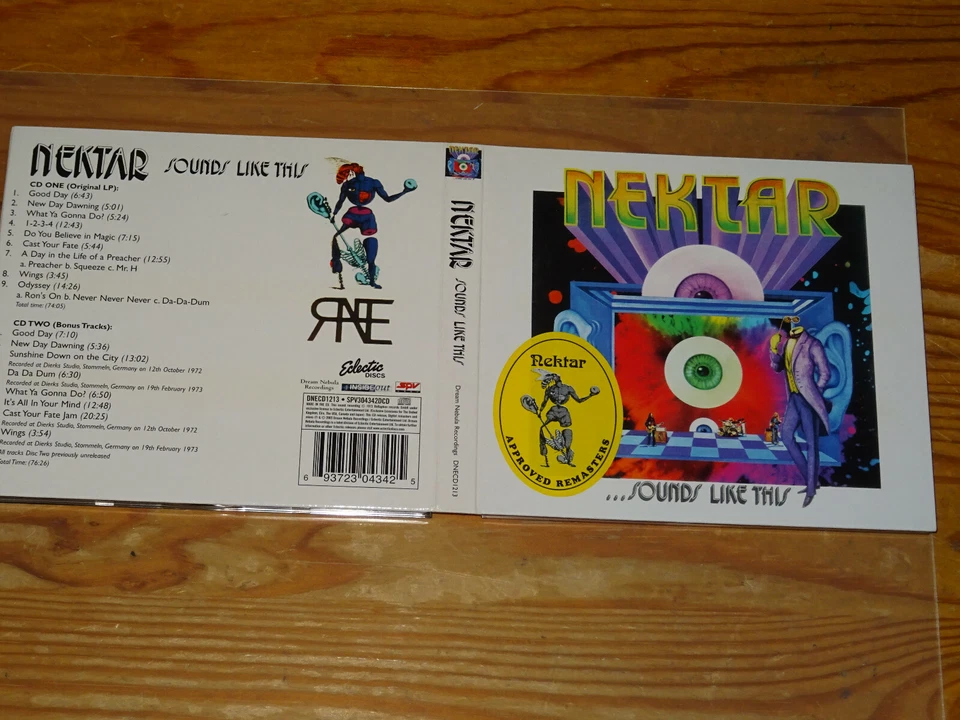 NEKTAR SOUNDS LIKE THIS
CD ONE (Original LP):
1. Good Day (6:43)
2. New Day Dawning (5:01)
3. What Ya Gonna Do? (5:24)
4. 1-2-3-4 (12:43)
5. Do You Believe in Magic (7:15)
6. Cast Your Fate (5:44)
7. A Day in the Life of a Preacher (12:55)
a. Preacher b. Squeeze c. Mr. H
8. Wings (3:45)
9. Odyssey (14:26)
a. Ron's On b. Never Never Never c. Da-Da-Dum
Total time: (74:05)
CD TWO (Bonus Tracks):
Good Day (7:10)
New Day Dawning (5:36)
Sunshine Down on the City (13:02)
Recorded at Dierks Studio, Stommeln, Germany on 12th October 1972
Da Da Dum (6:30)
Recorded at Dierks Studio, Stommeln, Germany on 19th February 1973
What Ya Gonna Do? (6:50)
It's All in Your Mind (12:48)
Cast Your Fate Jam (20:25)
Recorded at Dierks Studio, Stommeln, Germany on 12th October 1972
Wings (3:54)
Recorded at Dierks Studio, Stommeln, Germany on 19th February 1973
All tracks Disc Two previously unreleased
Total Time: (76:26)
Eclectic
DISCS
Dream Nebula
Recordings
INSIDEOUT
SPV
DNECD1213 • SPV304342DCD
6 93723 04342 5
NEKTAR SOUNDS LIKE THIS Dream Nebula Recordings DNECD1213
NEKTAR
Nektar
APPROVED REMASTERS
...SOUNDS LIKE THIS